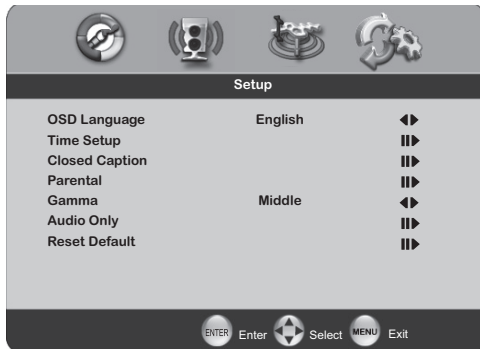 Setup
OSD Language English
Time Setup
Closed Caption
Parental
Gamma Middle
Audio Only
Reset Default
ENTER Enter Select MENU Exit